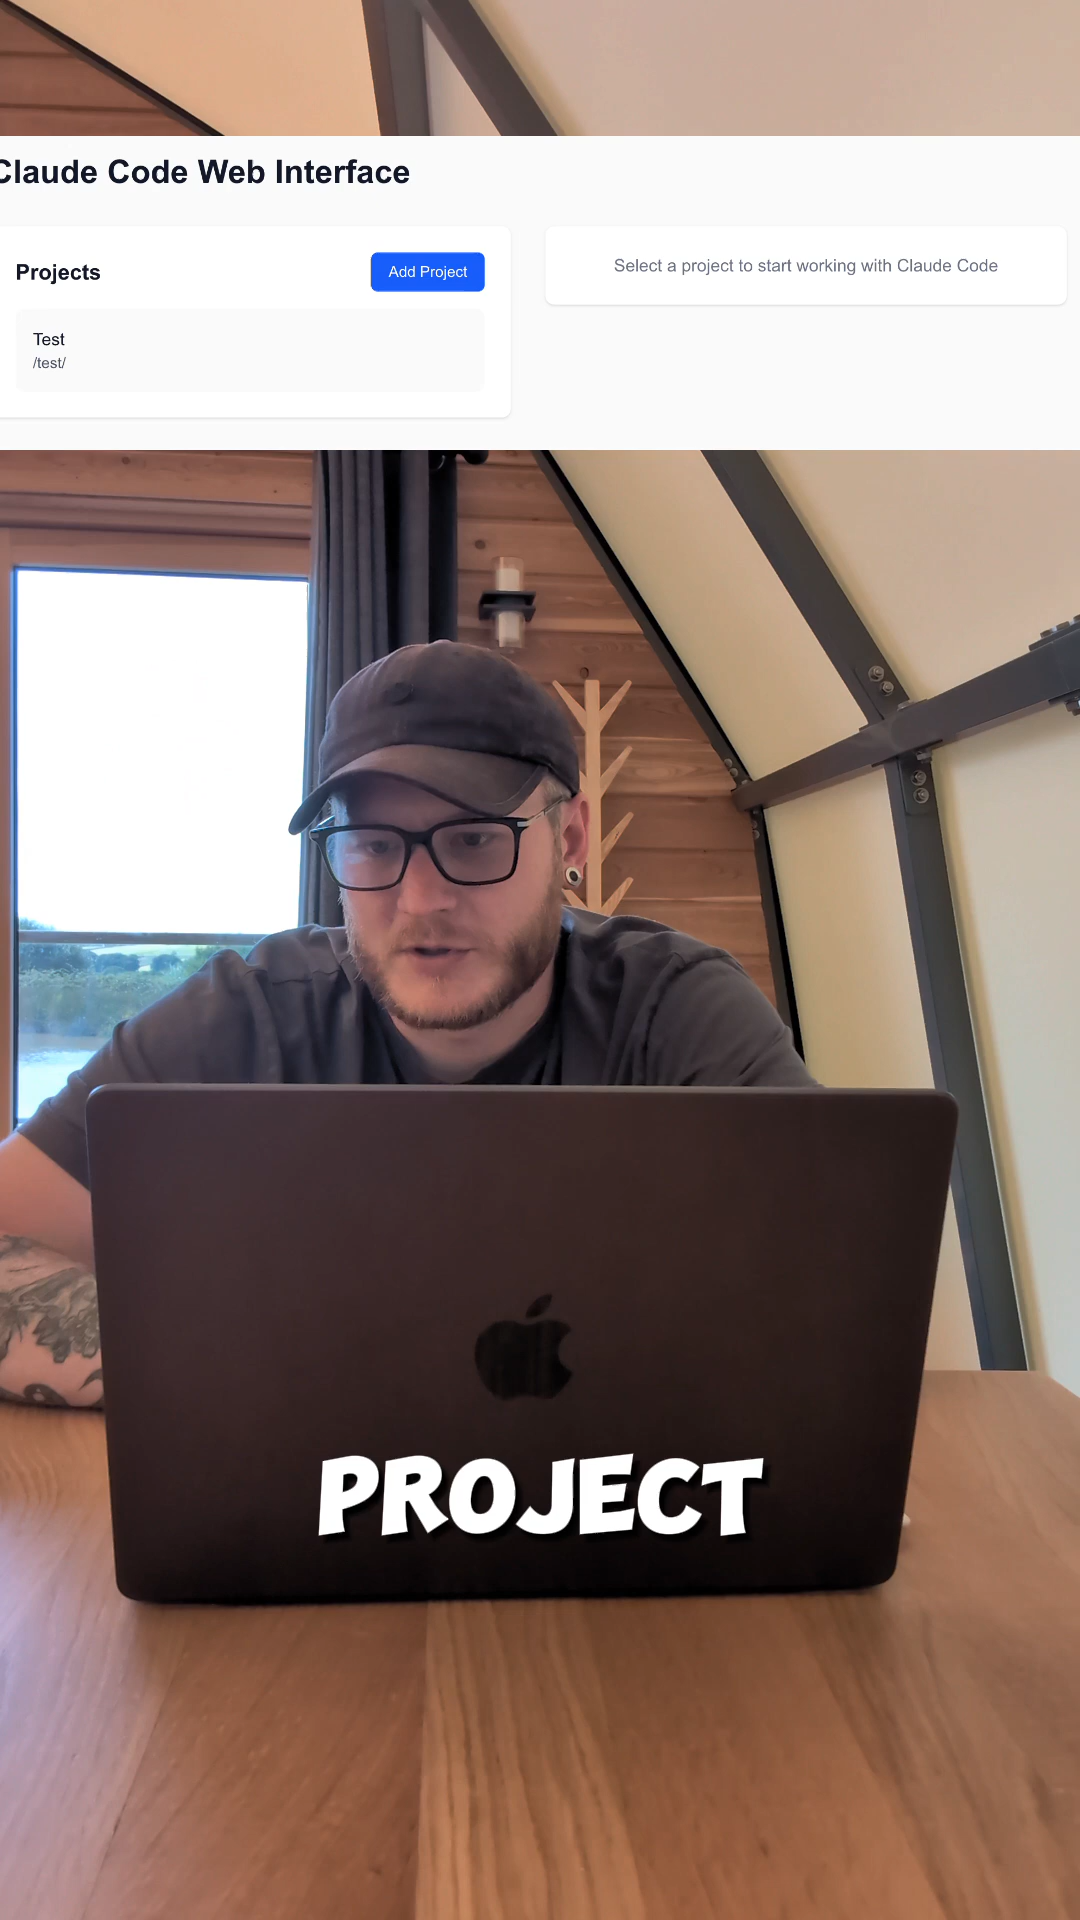 Claude Code Web Interface
Projects
Add Project
Test
/test/
Select a project to start working with Claude Code
PROJECT